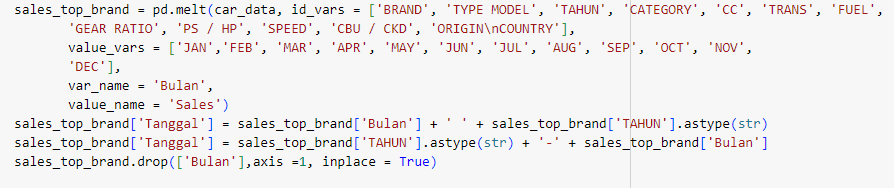 sales_top_brand = pd.melt(car_data, id_vars = ['BRAND', 'TYPE MODEL', 'TAHUN', 'CATEGORY', 'CC', 'TRANS', 'FUEL',
'GEAR RATIO', 'PS / HP', 'SPEED', 'CBU / CKD', 'ORIGIN\nCOUNTRY'],
value_vars = ['JAN','FEB', 'MAR', 'APR', 'MAY', 'JUN', 'JUL', 'AUG', 'SEP', 'OCT', 'NOV',
'DEC'],
var_name = 'Bulan',
value_name = 'Sales')
sales_top_brand['Tanggal'] = sales_top_brand['Bulan'] + ' ' + sales_top_brand['TAHUN'].astype(str)
sales_top_brand['Tanggal'] = sales_top_brand['TAHUN'].astype(str) + '-' + sales_top_brand['Bulan']
sales_top_brand.drop(['Bulan'],axis =1, inplace = True)